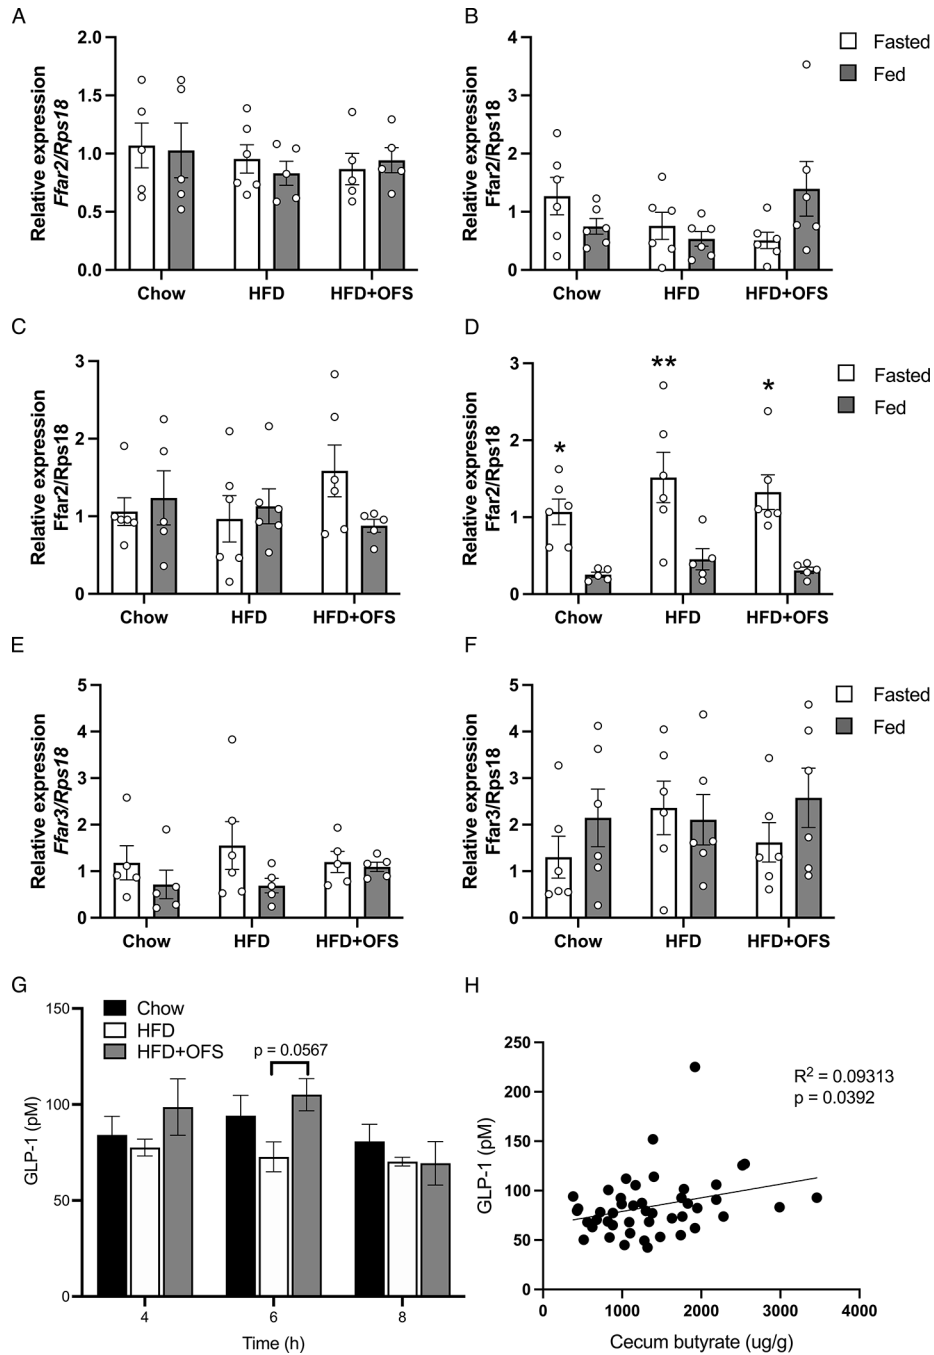 A
Relative expression
Ffar2/Rps18
2.0
1.5
1.0
0.5
0.0
Chow
HFD
HFD+OFS
B
Relative expression
Ffar2/Rps18
4
3
2
1
0
Chow
HFD
HFD+OFS
Fasted
Fed
C
Relative expression
Ffar2/Rps18
3
2
1
0
Chow
HFD
HFD+OFS
D
Relative expression
Ffar2/Rps18
3
2
1
0
*
**
*
Chow
HFD
HFD+OFS
Fasted
Fed
E
Relative expression
Ffar3/Rps18
5
4
3
2
1
0
Chow
HFD
HFD+OFS
F
Relative expression
Ffar3/Rps18
5
4
3
2
1
0
Chow
HFD
HFD+OFS
Fasted
Fed
G
GLP-1 (pM)
150
100
50
0
Chow
HFD
HFD+OFS
p = 0.0567
4
6
8
Time (h)
H
GLP-1 (pM)
250
200
150
100
50
0
R² = 0.09313
p = 0.0392
0
1000
2000
3000
4000
Cecum butyrate (ug/g)